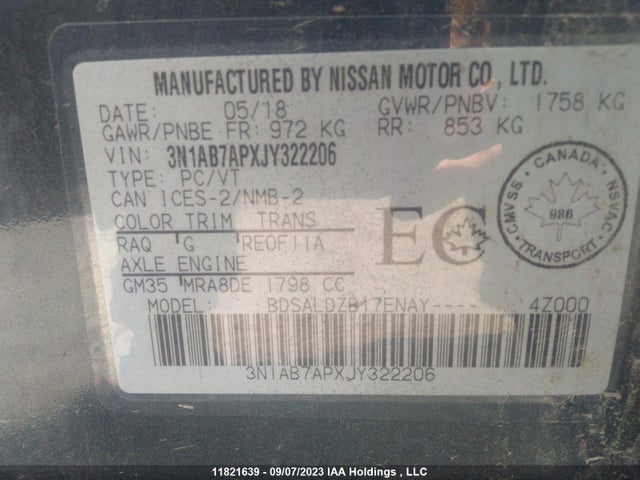 MANUFACTURED BY NISSAN MOTOR CO., LTD.
DATE: 05/18 GVWR/PNBV: 1758 KG
GAWR/PNBE FR: 972 KG RR: 853 KG
VIN: 3N1AB7APXJY322206
TYPE: PC/VT
CAN ICES-2/NMB-2
COLOR TRIM TRANS
RAQ G RE0F11A
AXLE ENGINE
GM35 MRA8DE 1798 CC
EC
CANADA
CMVSS NSVAC
986
TRANSPORT
MODEL: BDSALDZB17ENAY---- 4Z000
3N1AB7APXJY322206
11821639 - 09/07/2023 IAA Holdings , LLC